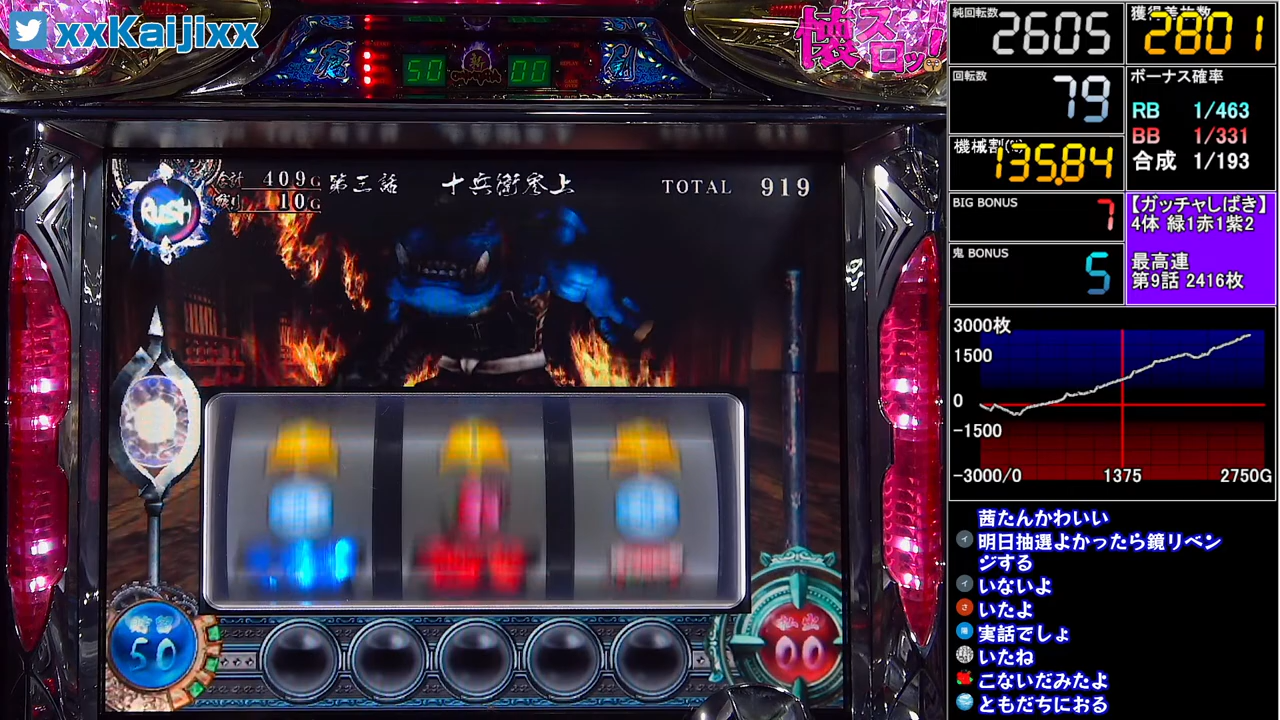 xxKaijixx
懐スロッ!
50
00
RUSH
合計 409G
10G
第三話 十兵衛参上
TOTAL 919
50
00
純回転数
2605
獲得差枚数
2801
回転数
79
ボーナス確率
RB 1/463
BB 1/331
合成 1/193
機械割(%)
135.84
BIG BONUS
7
鬼 BONUS
5
【ガッチャしばき】
4体 緑1赤1紫2
最高連
第9話 2416枚
3000枚
1500
0
-1500
-3000/0
1375
2750G
茜たんかわいい
イ 明日抽選よかったら鏡リベン
ジする
イ いないよ
さ いたよ
実話でしょ
いたね
こないだみたよ
ともだちにおる